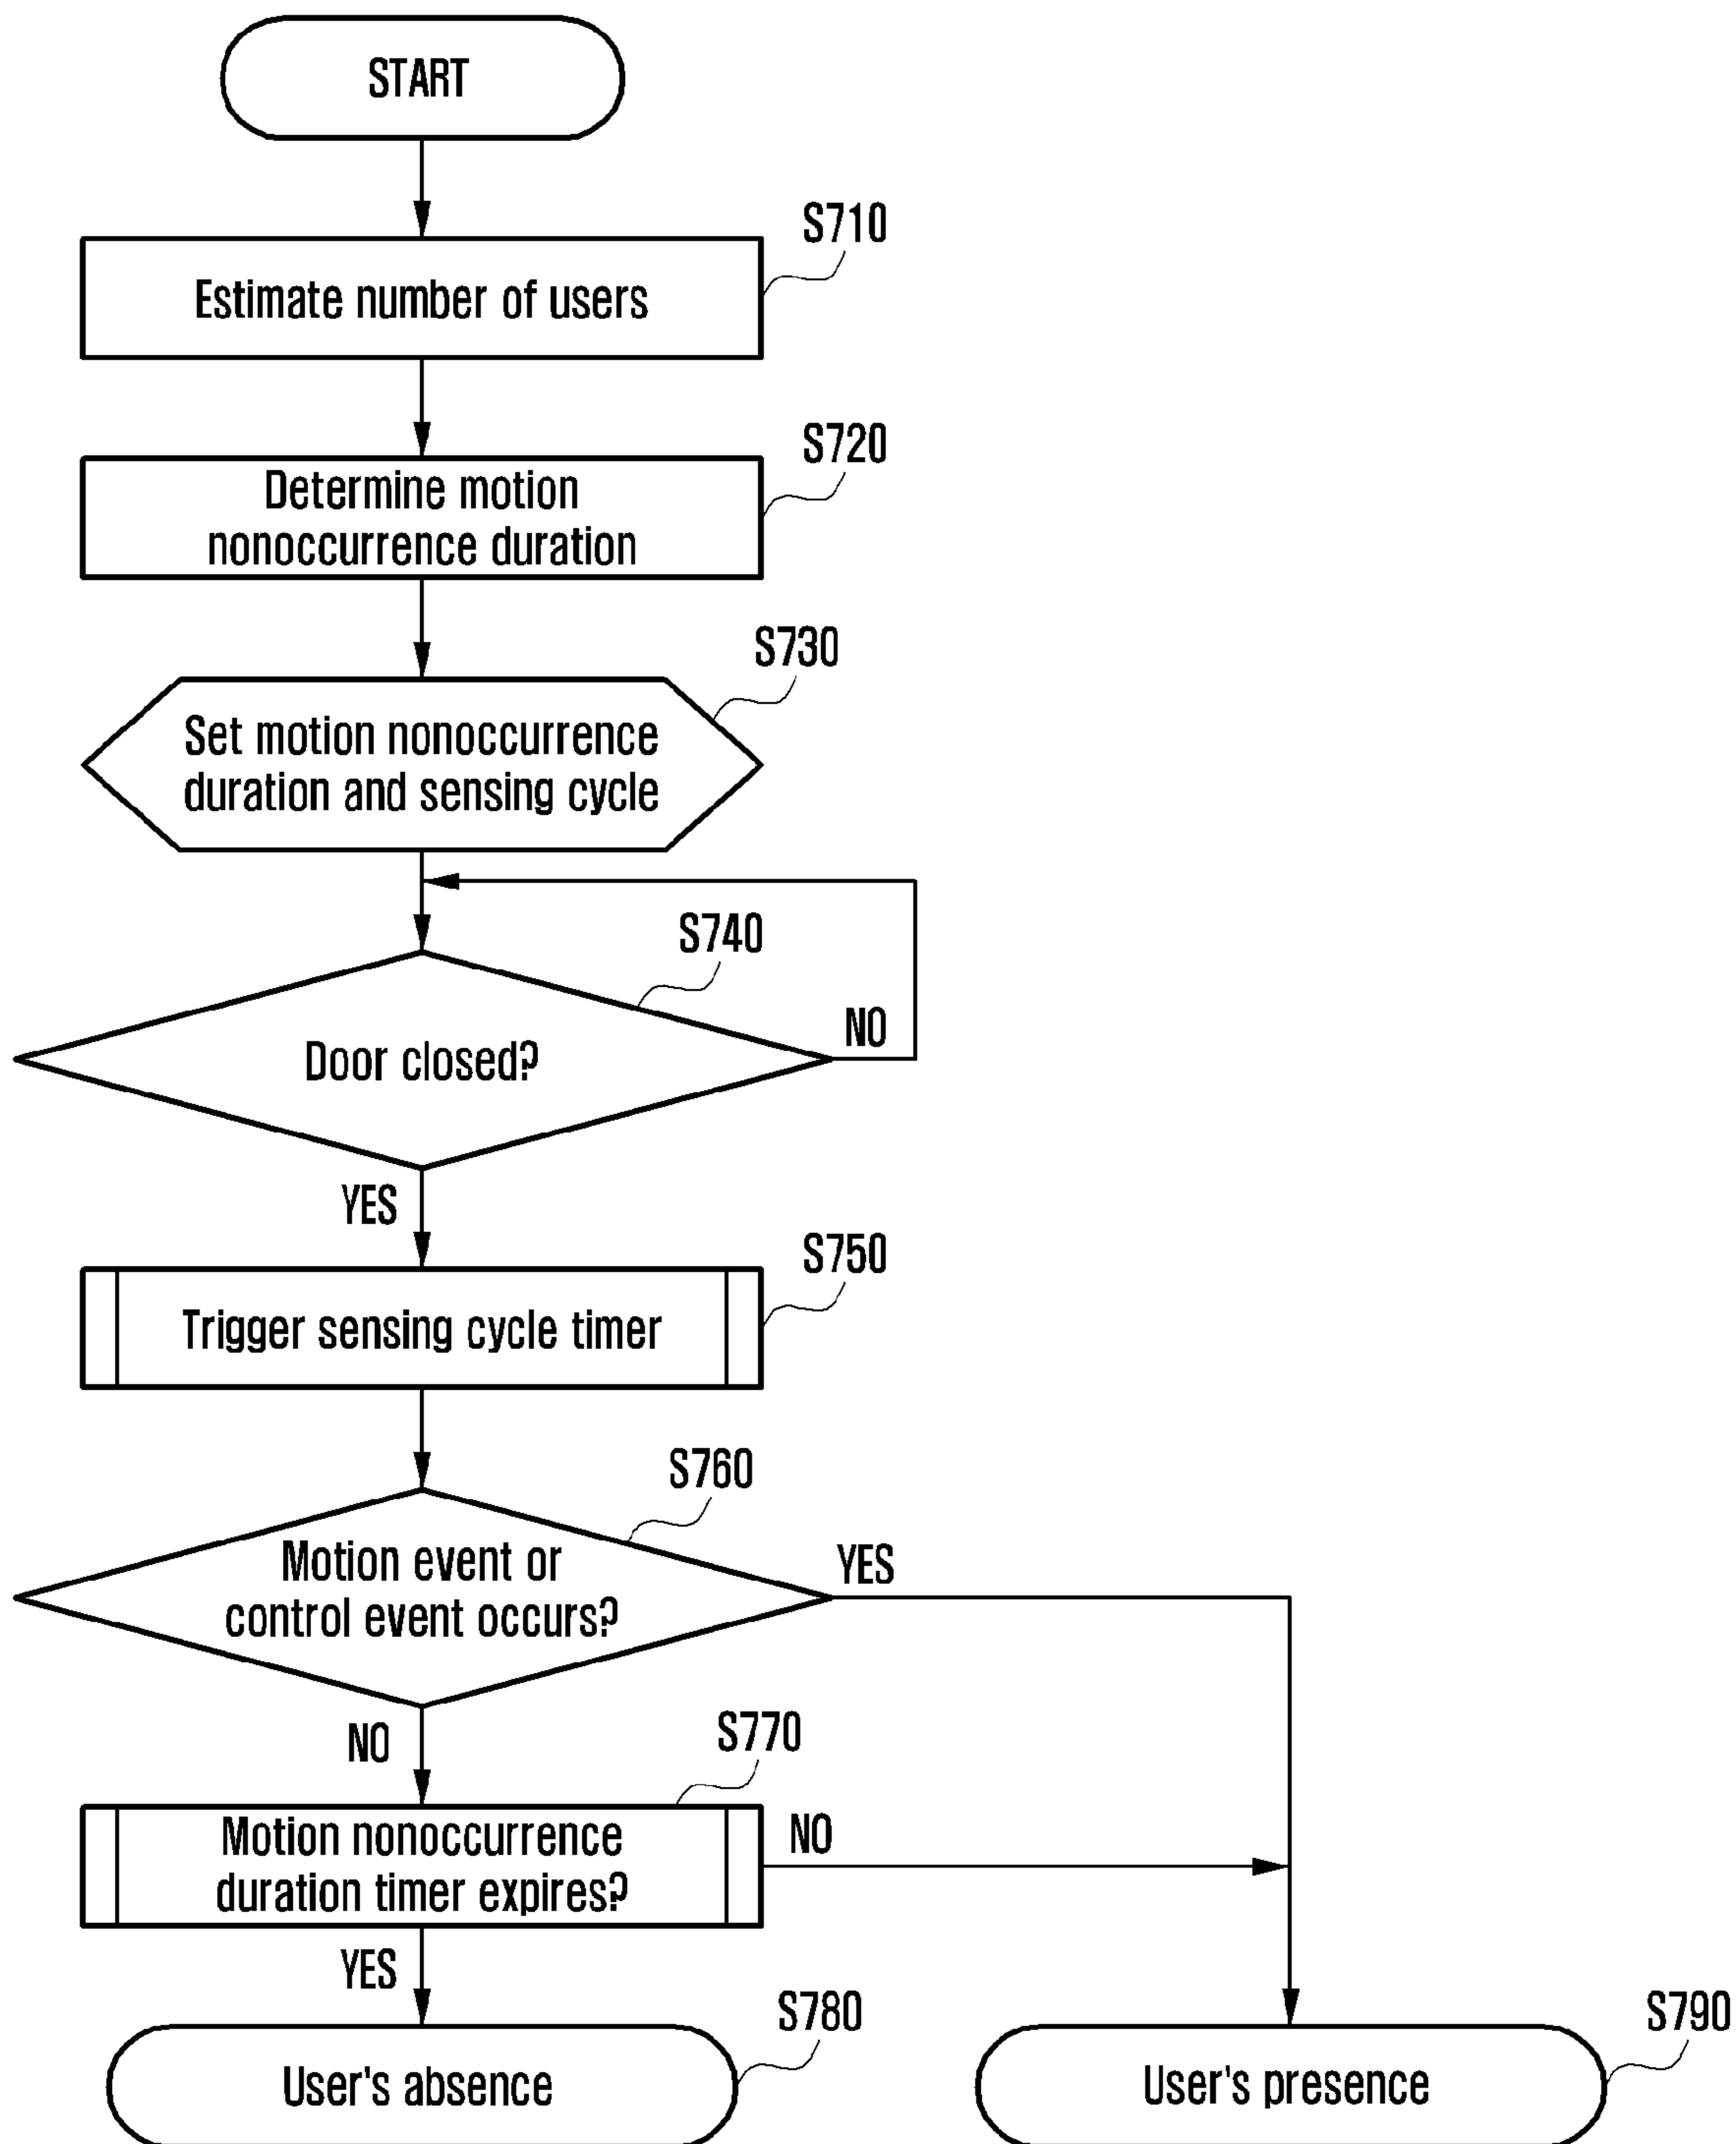 START
S710
Estimate number of users
S720
Determine motion
nonoccurrence duration
S730
Set motion nonoccurrence
duration and sensing cycle
S740
Door closed?
NO
YES
S750
Trigger sensing cycle timer
S760
Motion event or
control event occurs?
YES
NO
S770
Motion nonoccurrence
duration timer expires?
NO
YES
S780
User's absence
S790
User's presence